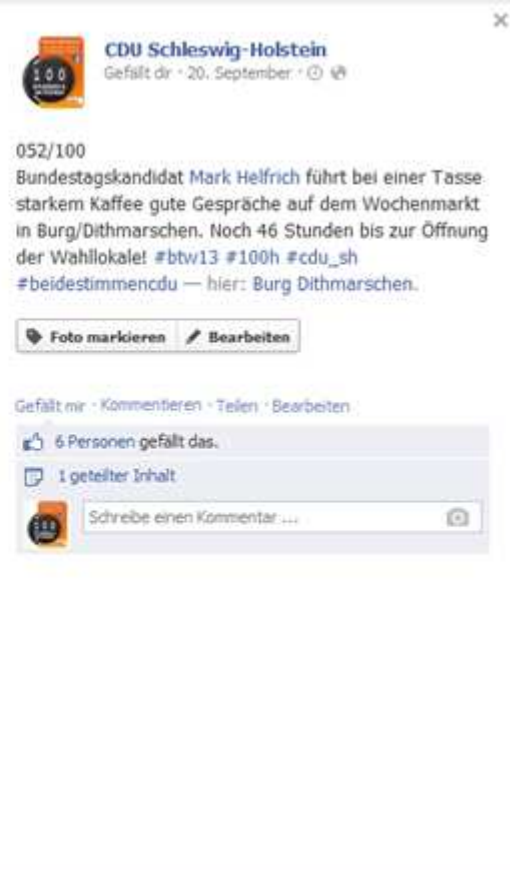 CDU Schleswig-Holstein
Gefällt dir · 20. September ·
100
052/100
Bundestagskandidat Mark Helfrich führt bei einer Tasse
starkem Kaffee gute Gespräche auf dem Wochenmarkt
in Burg/Dithmarschen. Noch 46 Stunden bis zur Öffnung
der Wahllokale! #btw13 #100h #cdu_sh
#beidestimmencdu — hier: Burg Dithmarschen.
Foto markieren Bearbeiten
Gefällt mir · Kommentieren · Teilen · Bearbeiten
6 Personen gefällt das.
1 geteilter Inhalt
100
Schreibe einen Kommentar ...